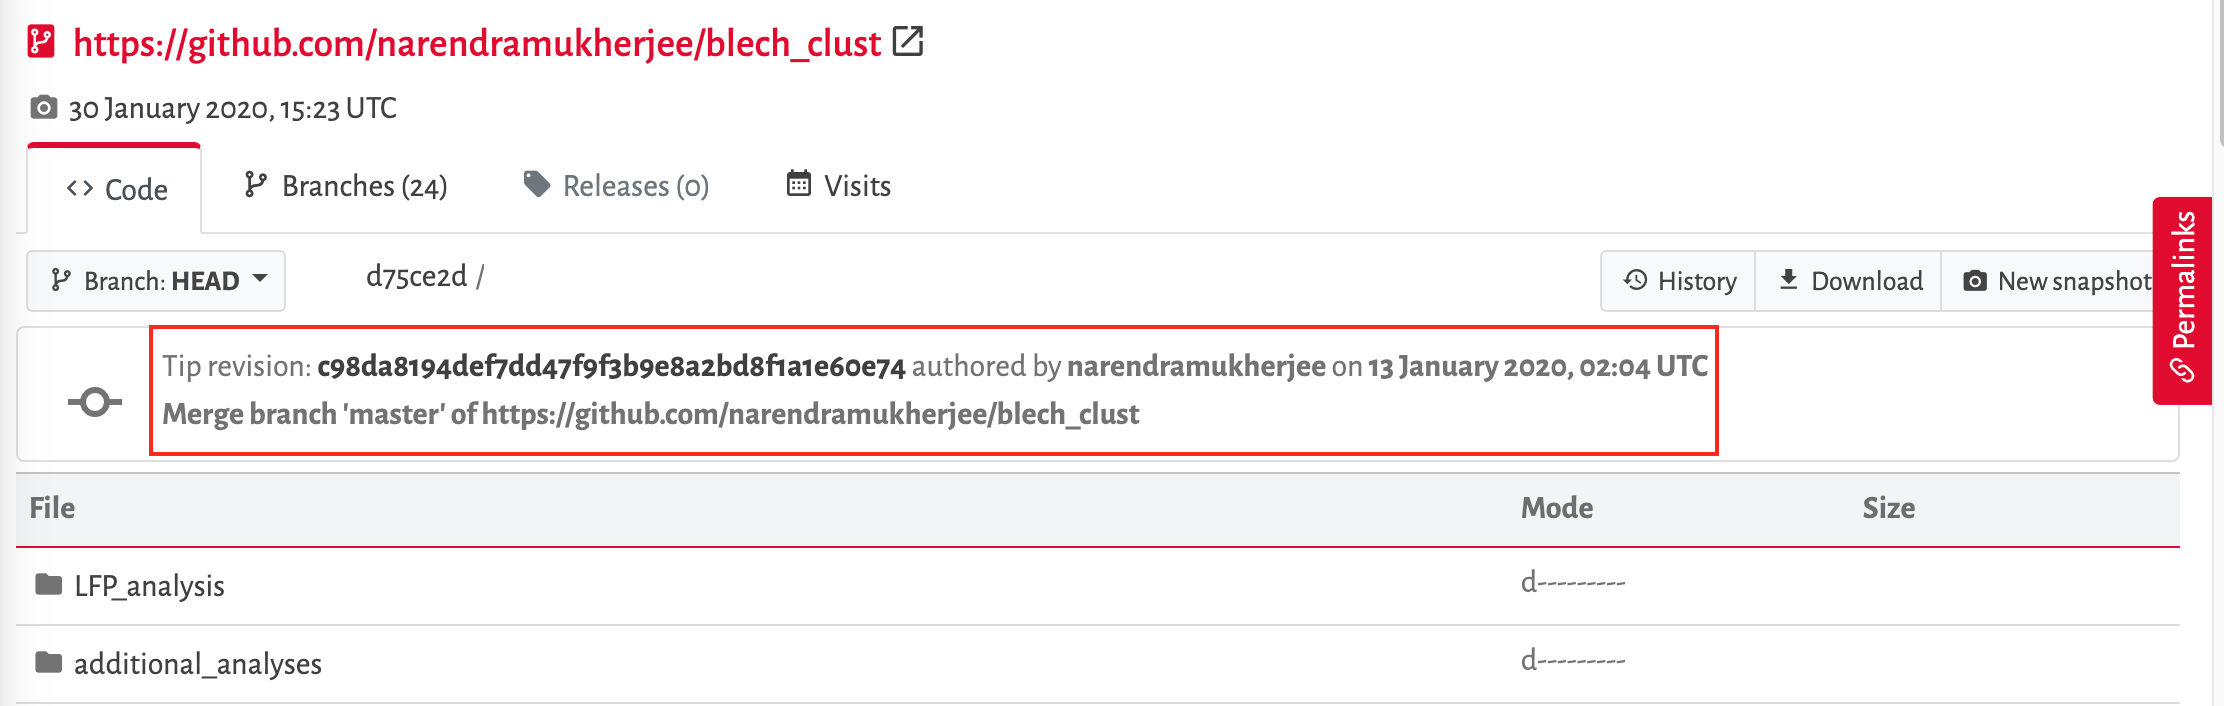 https://github.com/narendramukherjee/blech_clust
30 January 2020, 15:23 UTC
Code Branches (24) Releases (0) Visits
Branch: HEAD d75ce2d / History Download New snapshot
Permalinks
Tip revision: c98da8194def7dd47f9f3b9e8a2bd8f1a1e60e74 authored by narendramukherjee on 13 January 2020, 02:04 UTC
Merge branch 'master' of https://github.com/narendramukherjee/blech_clust
File Mode Size
LFP_analysis d---------
additional_analyses d---------